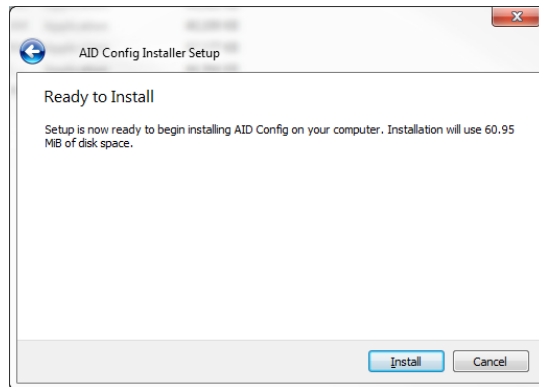 AID Config Installer Setup
Ready to Install
Setup is now ready to begin installing AID Config on your computer. Installation will use 60.95
MiB of disk space.
Install
Cancel